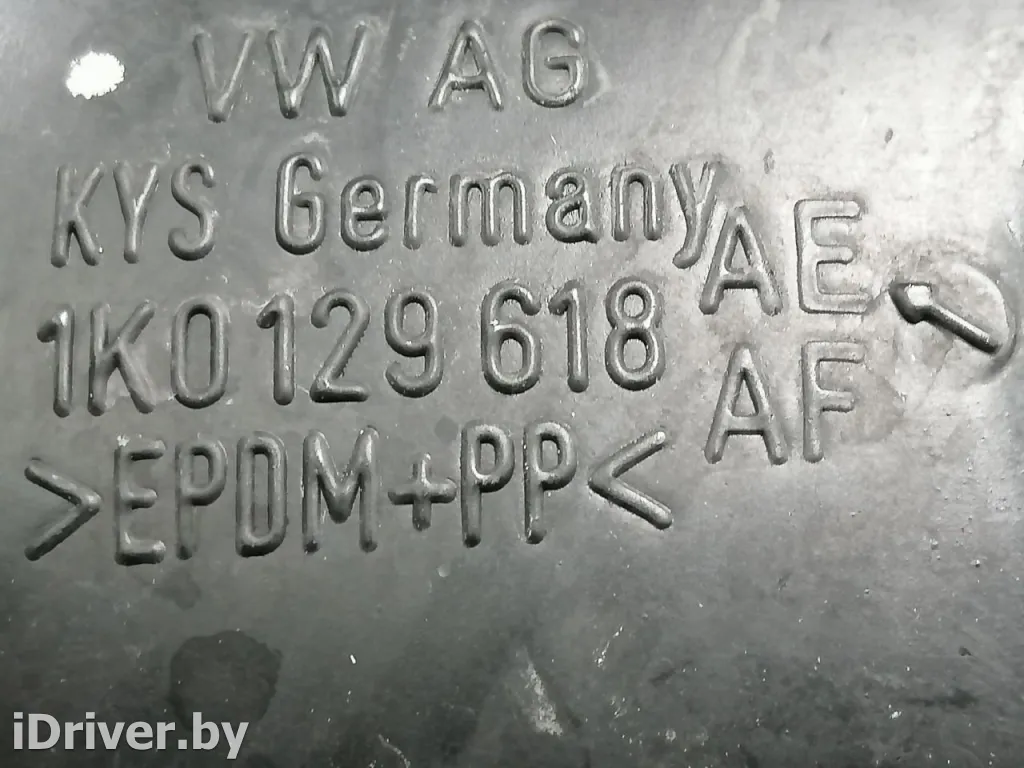 VW AG
KYS Germany
1K0 129 618 AE
AF
>EPDM+PP<
iDriver.by